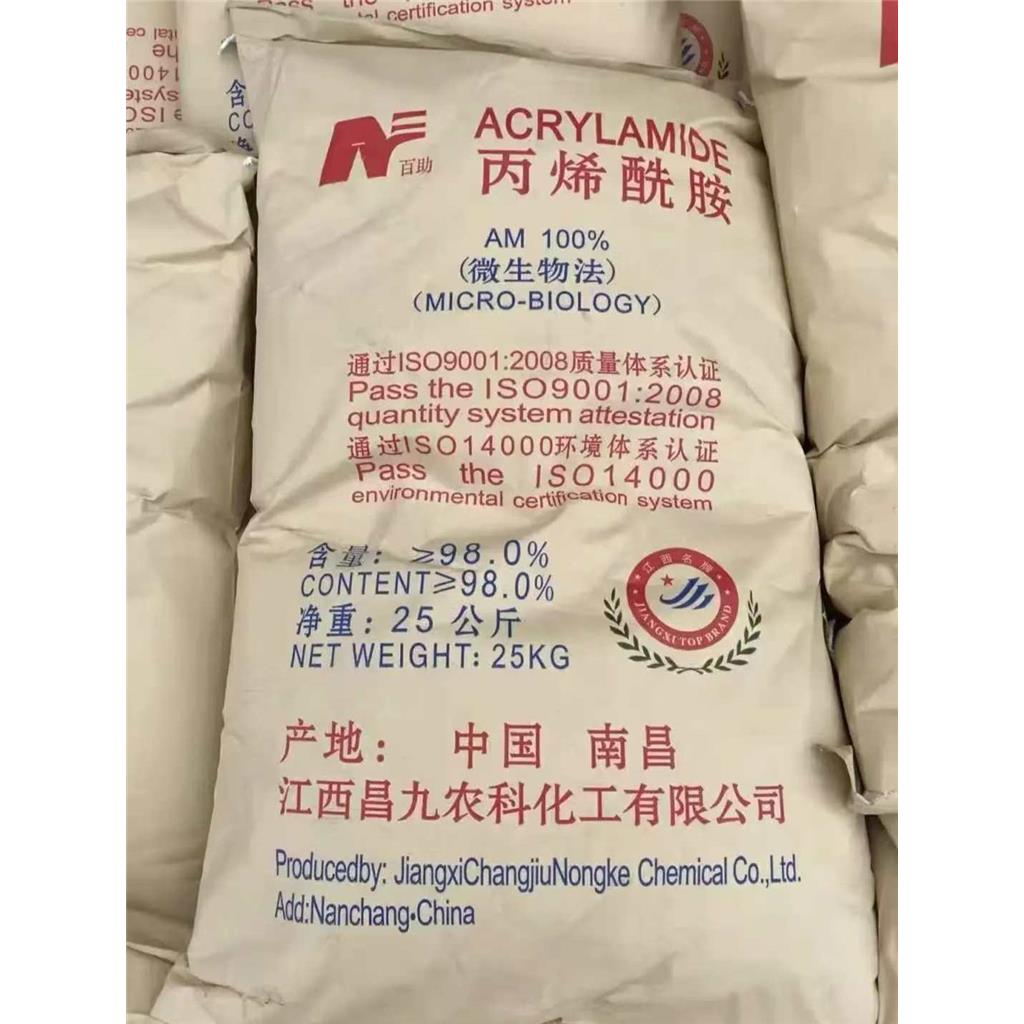 ACRYLAMIDE
百助
丙烯酰胺
AM 100%
(微生物法)
(MICRO-BIOLOGY)
通过ISO9001:2008质量体系认证
Pass the ISO9001:2008
quantity system attestation
通过ISO14000环境体系认证
Pass the ISO14000
environmental certification system
含量: ≥98.0%
CONTENT≥98.0%
净重: 25 公斤
NET WEIGHT: 25KG
江西名牌
JIANGXI TOP BRAND
产地: 中国 南昌
江西昌九农科化工有限公司
Producedby: JiangxiChangjiuNongke Chemical Co.,Ltd.
Add:Nanchang•China